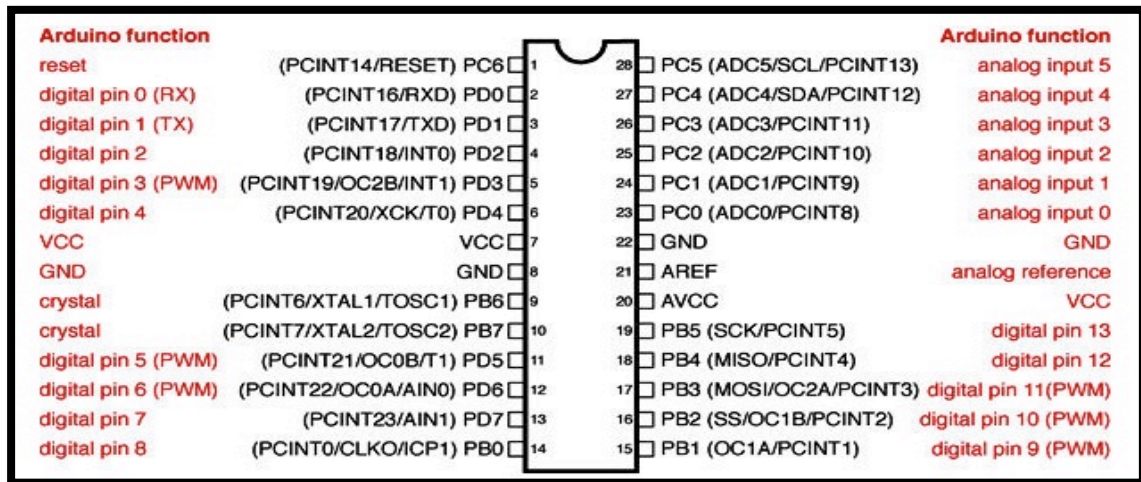 Arduino function Arduino function
reset (PCINT14/RESET) PC6 1 28 PC5 (ADC5/SCL/PCINT13) analog input 5
digital pin 0 (RX) (PCINT16/RXD) PD0 2 27 PC4 (ADC4/SDA/PCINT12) analog input 4
digital pin 1 (TX) (PCINT17/TXD) PD1 3 26 PC3 (ADC3/PCINT11) analog input 3
digital pin 2 (PCINT18/INT0) PD2 4 25 PC2 (ADC2/PCINT10) analog input 2
digital pin 3 (PWM) (PCINT19/OC2B/INT1) PD3 5 24 PC1 (ADC1/PCINT9) analog input 1
digital pin 4 (PCINT20/XCK/T0) PD4 6 23 PC0 (ADC0/PCINT8) analog input 0
VCC VCC 7 22 GND GND
GND GND 8 21 AREF analog reference
crystal (PCINT6/XTAL1/TOSC1) PB6 9 20 AVCC VCC
crystal (PCINT7/XTAL2/TOSC2) PB7 10 19 PB5 (SCK/PCINT5) digital pin 13
digital pin 5 (PWM) (PCINT21/OC0B/T1) PD5 11 18 PB4 (MISO/PCINT4) digital pin 12
digital pin 6 (PWM) (PCINT22/OC0A/AIN0) PD6 12 17 PB3 (MOSI/OC2A/PCINT3) digital pin 11(PWM)
digital pin 7 (PCINT23/AIN1) PD7 13 16 PB2 (SS/OC1B/PCINT2) digital pin 10 (PWM)
digital pin 8 (PCINT0/CLKO/ICP1) PB0 14 15 PB1 (OC1A/PCINT1) digital pin 9 (PWM)